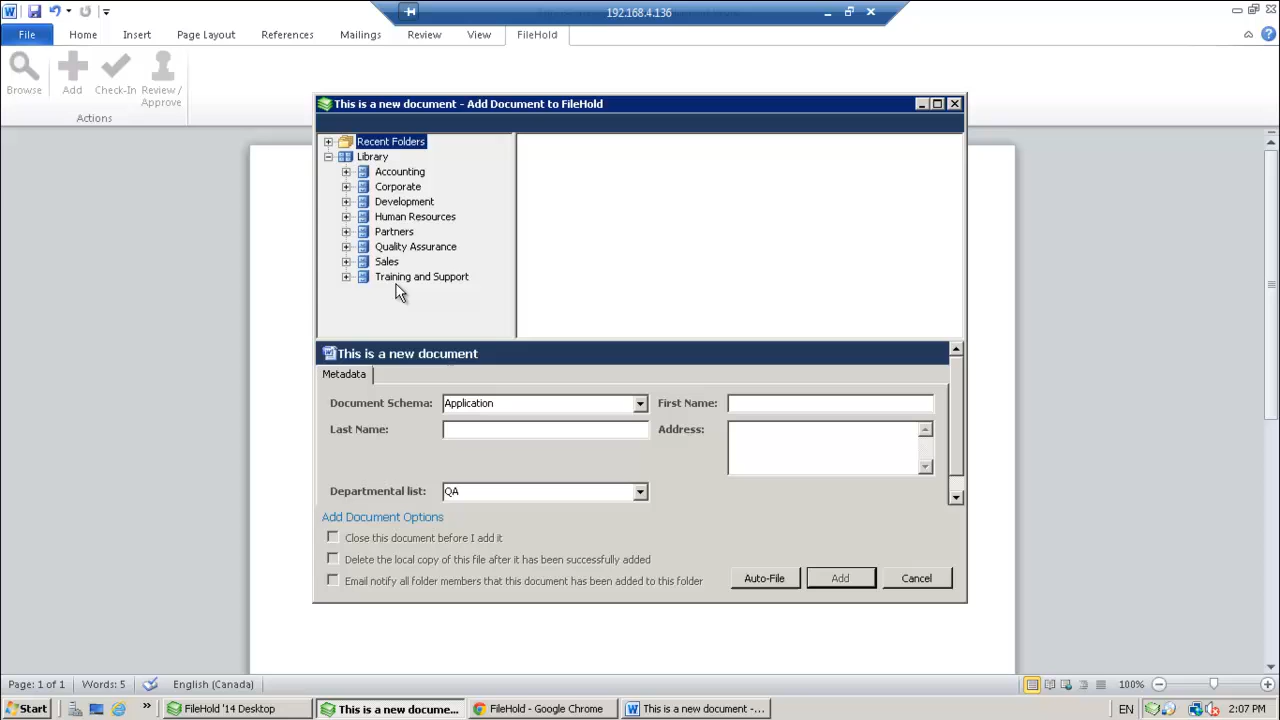 192.168.4.136
File Home Insert Page Layout References Mailings Review View FileHold
Browse Add Check-In Review / Approve
Actions
This is a new document - Add Document to FileHold
Recent Folders
Library
Accounting
Corporate
Development
Human Resources
Partners
Quality Assurance
Sales
Training and Support
This is a new document
Metadata
Document Schema: Application First Name:
Last Name: Address:
Departmental list: QA
Add Document Options
Close this document before I add it
Delete the local copy of this file after it has been successfully added
Email notify all folder members that this document has been added to this folder
Auto-File Add Cancel
Page: 1 of 1 Words: 5 English (Canada) 100%
Start FileHold '14 Desktop This is a new docume... FileHold - Google Chrome This is a new document -... EN 2:07 PM